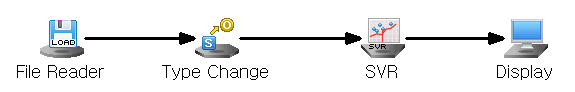 LOAD
S
O
SVR
File Reader
Type Change
SVR
Display